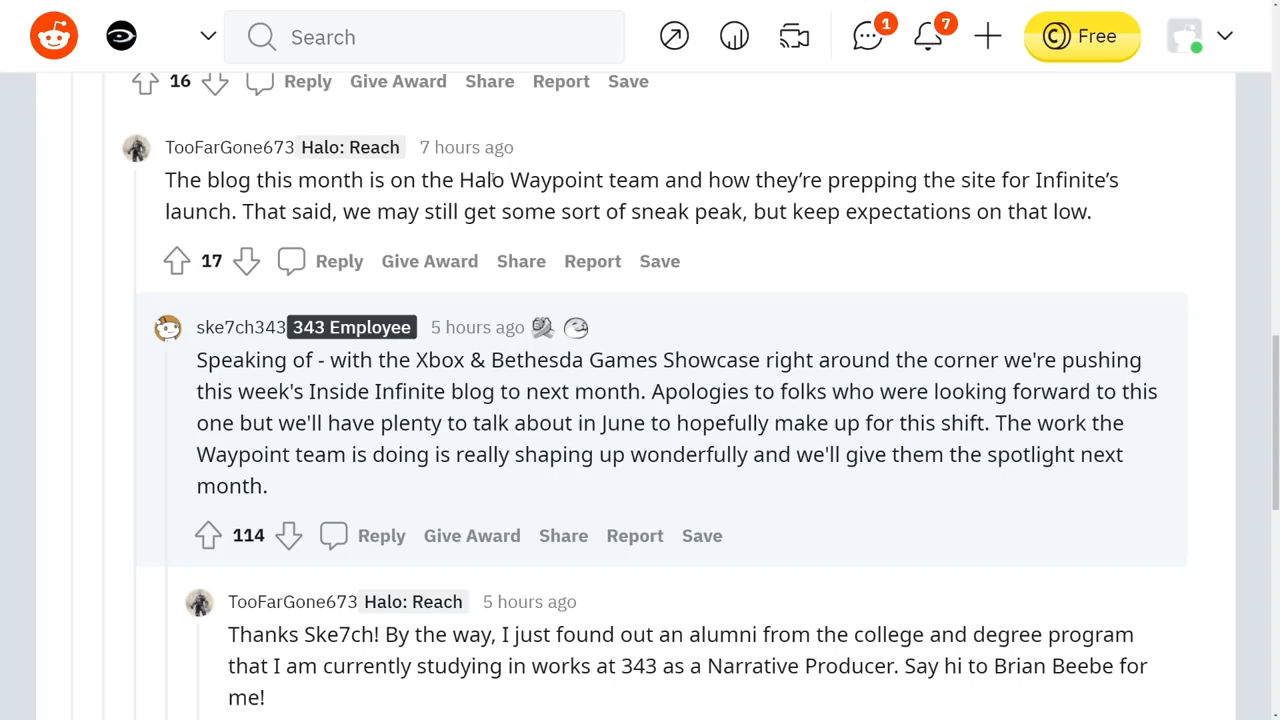 Search
1
7
Free
16 Reply Give Award Share Report Save
TooFarGone673 Halo: Reach 7 hours ago
The blog this month is on the Halo Waypoint team and how they’re prepping the site for Infinite’s
launch. That said, we may still get some sort of sneak peak, but keep expectations on that low.
17 Reply Give Award Share Report Save
ske7ch343 343 Employee 5 hours ago
Speaking of - with the Xbox & Bethesda Games Showcase right around the corner we're pushing
this week's Inside Infinite blog to next month. Apologies to folks who were looking forward to this
one but we'll have plenty to talk about in June to hopefully make up for this shift. The work the
Waypoint team is doing is really shaping up wonderfully and we'll give them the spotlight next
month.
114 Reply Give Award Share Report Save
TooFarGone673 Halo: Reach 5 hours ago
Thanks Ske7ch! By the way, I just found out an alumni from the college and degree program
that I am currently studying in works at 343 as a Narrative Producer. Say hi to Brian Beebe for
me!